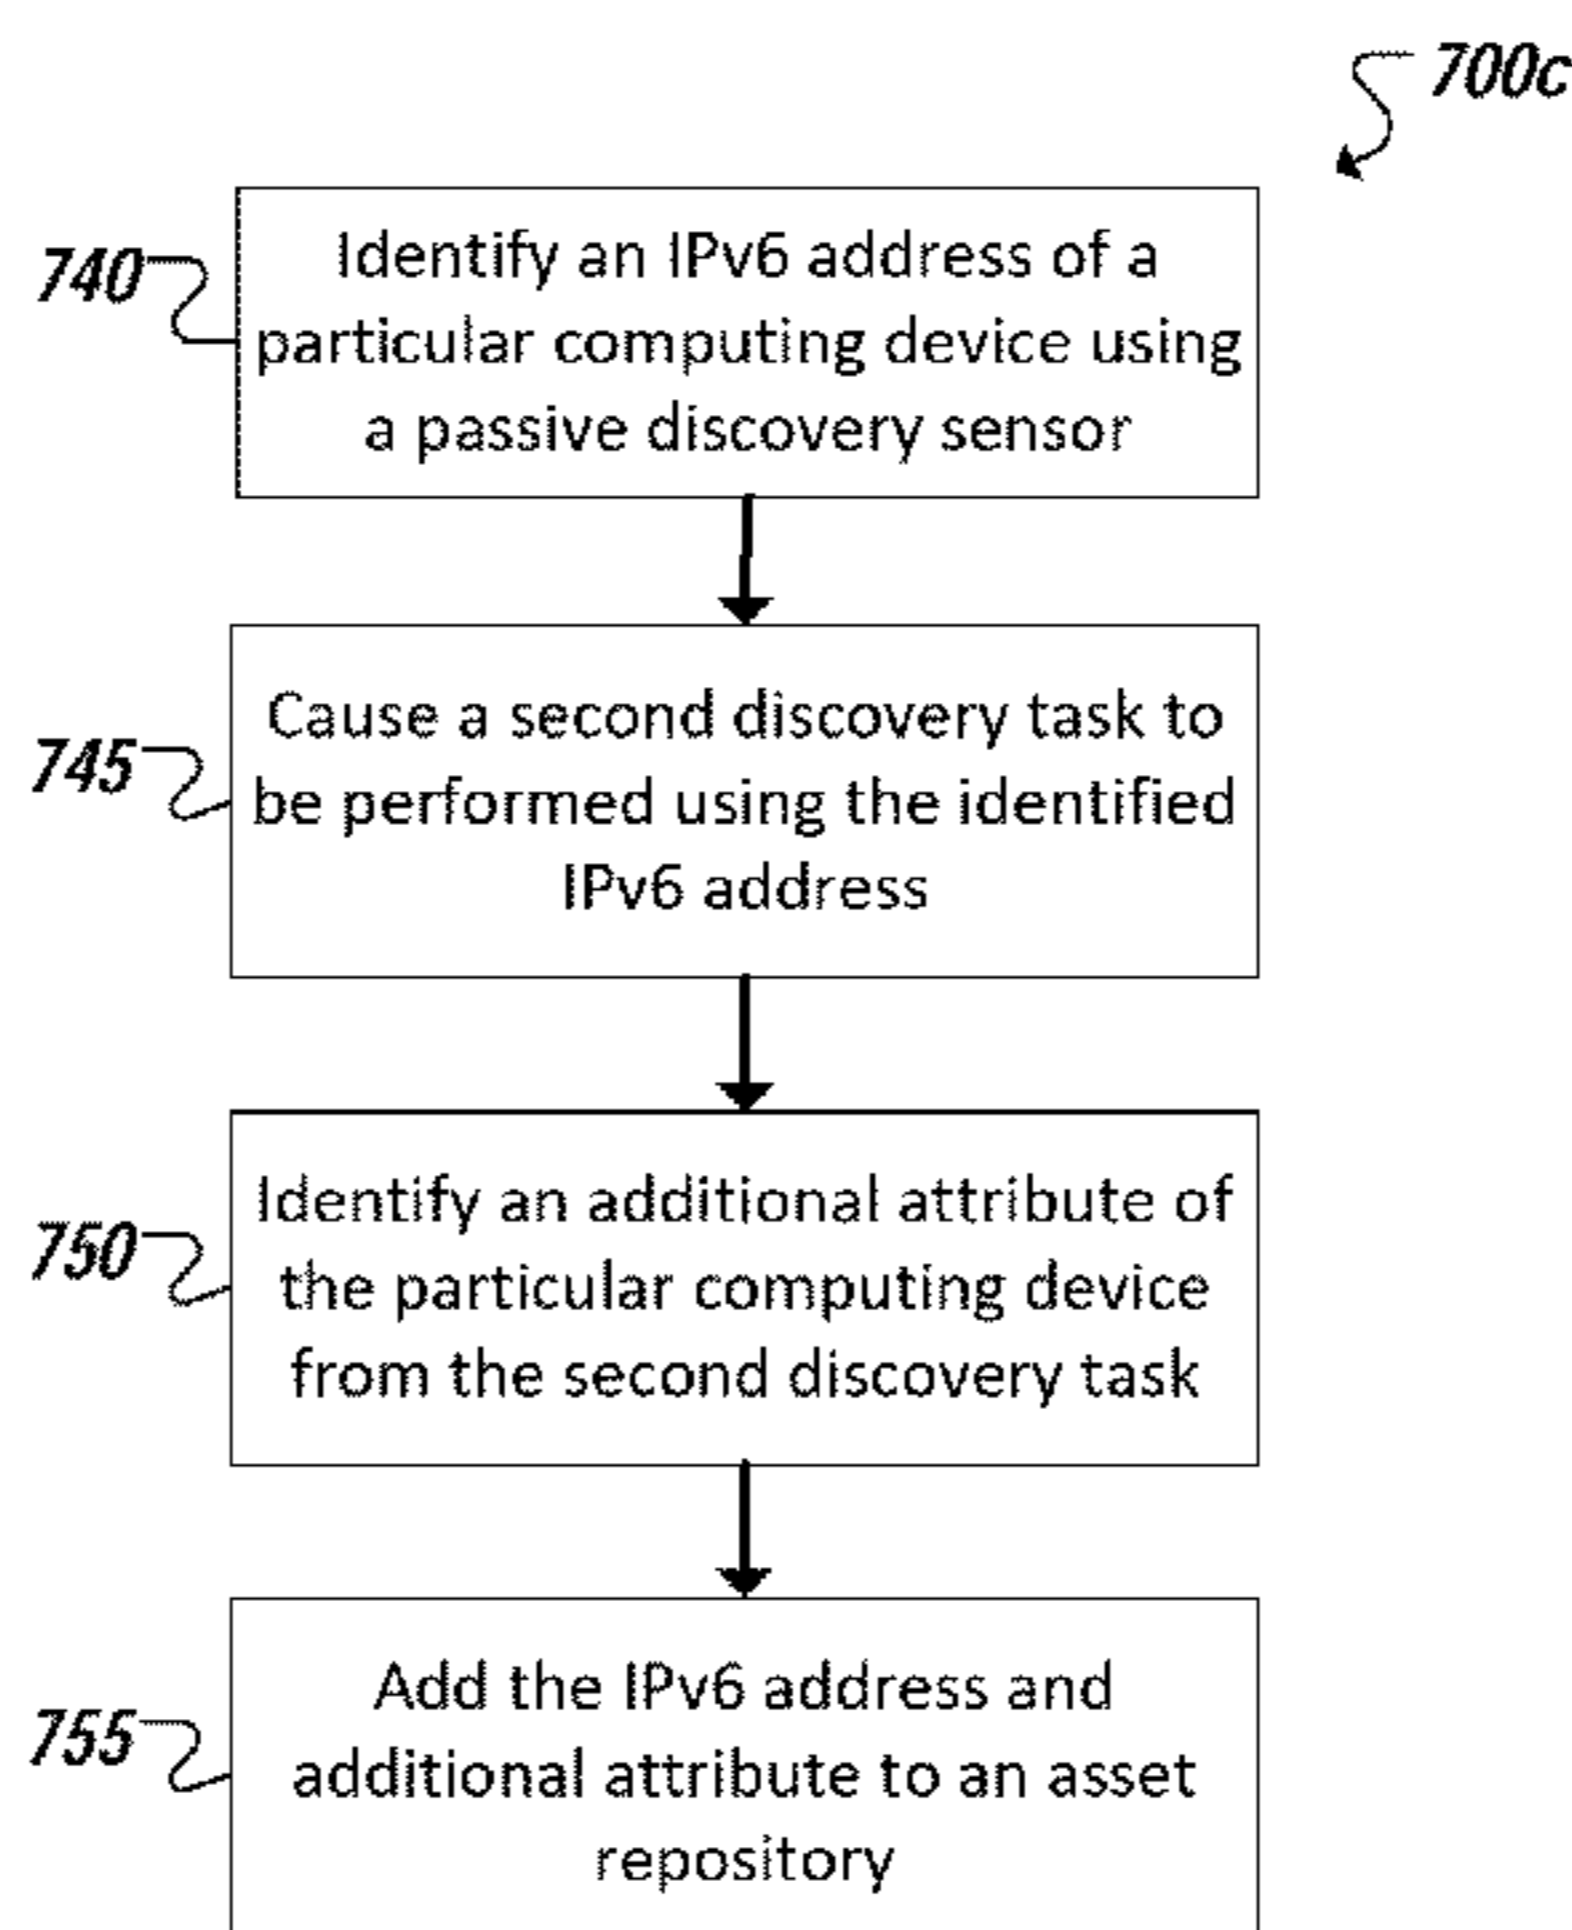 700c
740
Identify an IPv6 address of a
particular computing device using
a passive discovery sensor
745
Cause a second discovery task to
be performed using the identified
IPv6 address
750
Identify an additional attribute of
the particular computing device
from the second discovery task
755
Add the IPv6 address and
additional attribute to an asset
repository